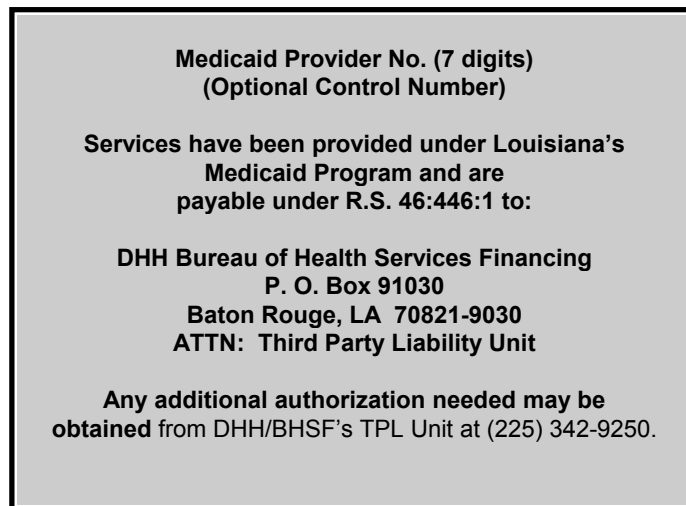 Medicaid Provider No. (7 digits)
(Optional Control Number)
Services have been provided under Louisiana’s
Medicaid Program and are
payable under R.S. 46:446:1 to:
DHH Bureau of Health Services Financing
P. O. Box 91030
Baton Rouge, LA  70821-9030
ATTN:  Third Party Liability Unit
Any additional authorization needed may be
obtained from DHH/BHSF’s TPL Unit at (225) 342-9250.